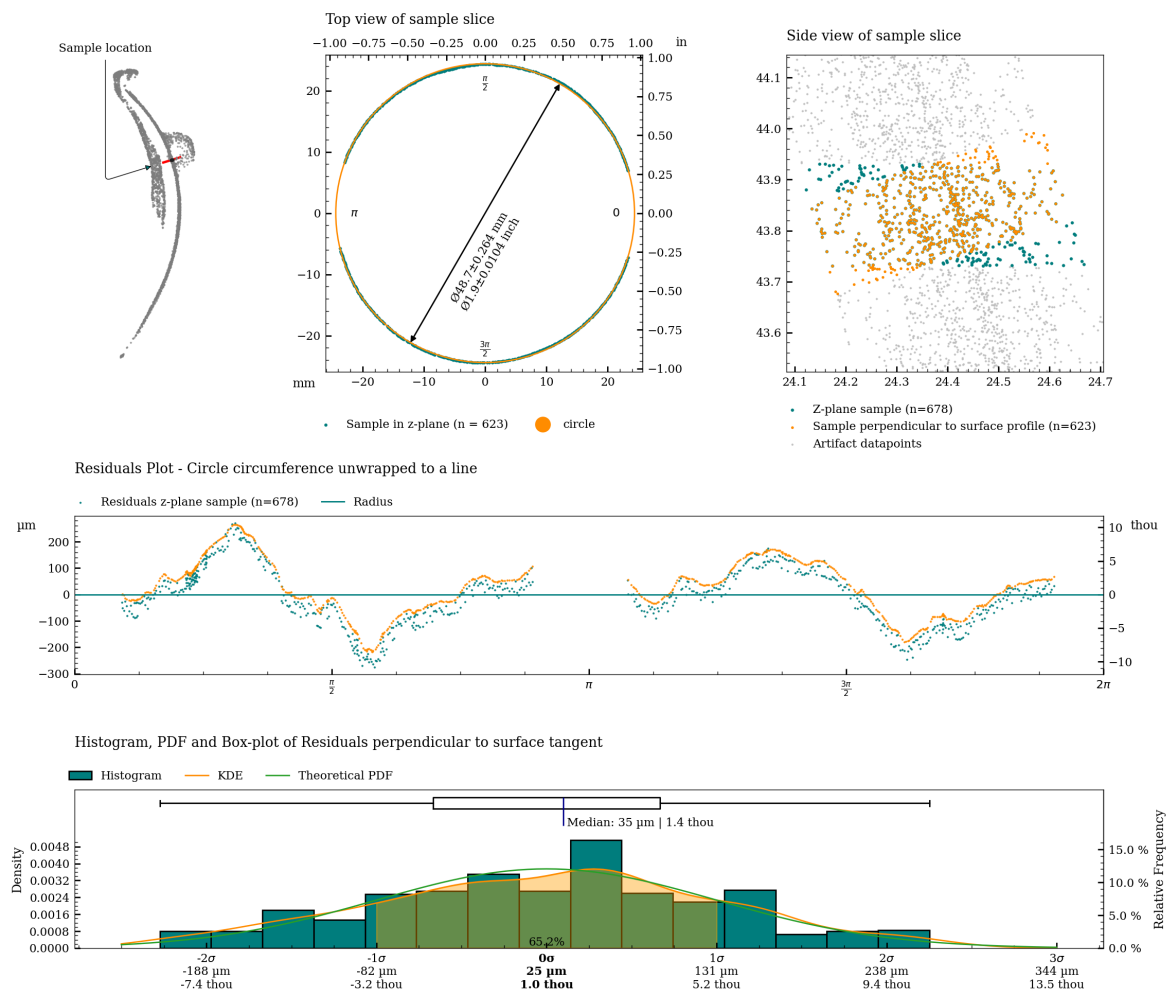 Sample location
Top view of sample slice
−1.00 −0.75 −0.50 −0.25 0.00 0.25 0.50 0.75 1.00 in
20
10
0
−10
−20
mm
−20 −10 0 10 20
1.00
0.75
0.50
0.25
0.00
−0.25
−0.50
−0.75
−1.00
π/2
π
0
3π/2
Ø48.7±0.264 mm
Ø1.9±0.0104 inch
Sample in z-plane (n = 623)
circle
Side view of sample slice
44.1
44.0
43.9
43.8
43.7
43.6
24.1 24.2 24.3 24.4 24.5 24.6 24.7
Z-plane sample (n=678)
Sample perpendicular to surface profile (n=623)
Artifact datapoints
Residuals Plot - Circle circumference unwrapped to a line
Residuals z-plane sample (n=678)
Radius
µm
200
100
0
−100
−200
−300
10 thou
5
0
−5
−10
0 π/2 π 3π/2 2π
Histogram, PDF and Box-plot of Residuals perpendicular to surface tangent
Histogram
KDE
Theoretical PDF
Median: 35 µm | 1.4 thou
Density
0.0048
0.0040
0.0032
0.0024
0.0016
0.0008
0.0000
Relative Frequency
15.0 %
10.0 %
5.0 %
0.0 %
65.2%
-2σ -1σ 0σ 1σ 2σ 3σ
-188 µm -82 µm 25 µm 131 µm 238 µm 344 µm
-7.4 thou -3.2 thou 1.0 thou 5.2 thou 9.4 thou 13.5 thou